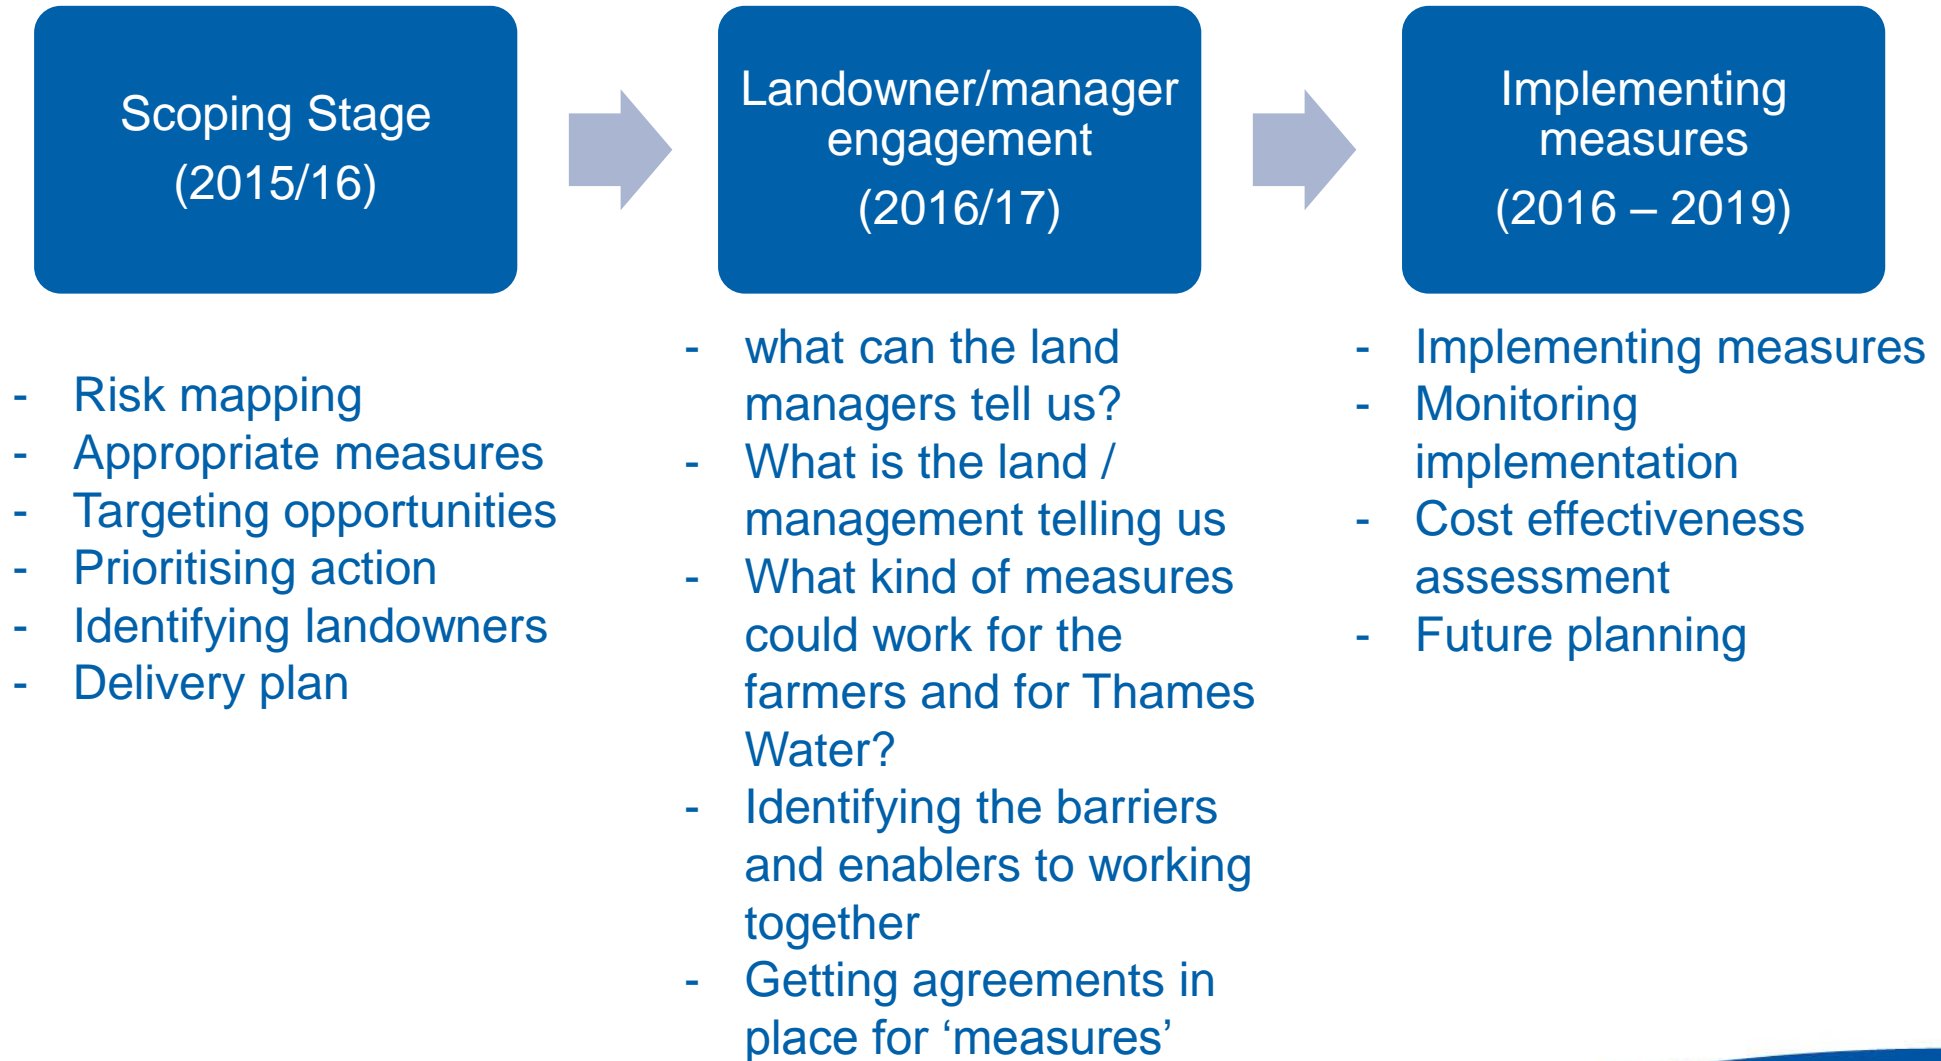 Scoping Stage
(2015/16)
Landowner/manager
engagement
(2016/17)
Implementing
measures
(2016 – 2019)
- Risk mapping
- Appropriate measures
- Targeting opportunities
- Prioritising action
- Identifying landowners
- Delivery plan
- what can the land
managers tell us?
- What is the land /
management telling us
- What kind of measures
could work for the
farmers and for Thames
Water?
- Identifying the barriers
and enablers to working
together
- Getting agreements in
place for ‘measures’
- Implementing measures
- Monitoring
implementation
- Cost effectiveness
assessment
- Future planning